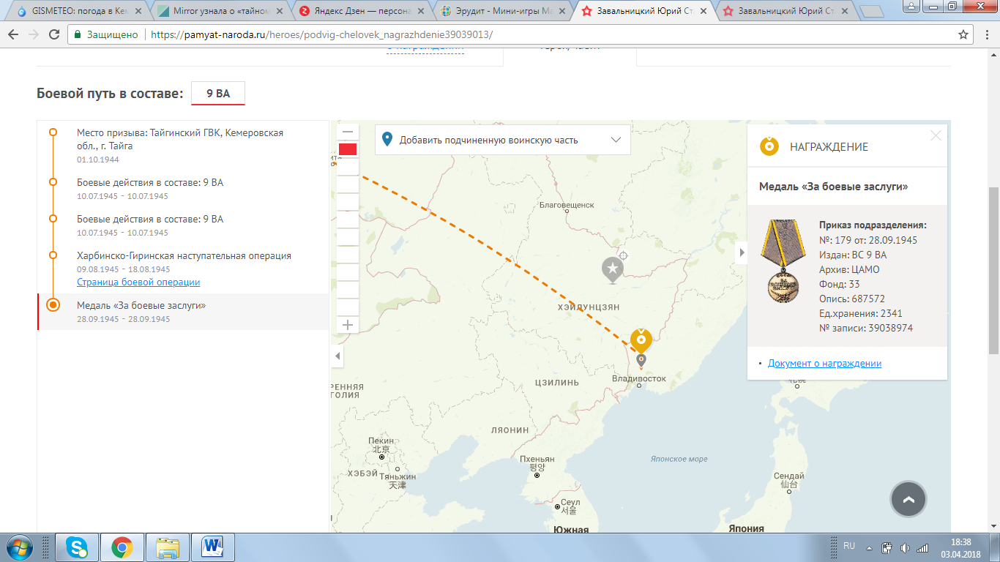 GISMETEO: погода в Кем
Mirror узнала о «тайном
Яндекс Дзен — персона
Эрудит - Мини-игры Ma
Завальницкий Юрий Ст
Завальницкий Юрий Ст
Защищено
https://pamyat-naroda.ru/heroes/podvig-chelovek_nagrazhdenie39039013/
Боевой путь в составе:
9 ВА
Место призыва: Тайгинский ГВК, Кемеровская
обл., г. Тайга
01.10.1944
Боевые действия в составе: 9 ВА
10.07.1945 - 10.07.1945
Боевые действия в составе: 9 ВА
10.07.1945 - 10.07.1945
Харбинско-Гиринская наступательная операция
09.08.1945 - 18.08.1945
Страница боевой операции
Медаль «За боевые заслуги»
28.09.1945 - 28.09.1945
Добавить подчиненную воинскую часть
Благовещенск
ХЭЙЛУНЦЗЯН
Владивосток
ЦЗИЛИНЬ
РЕННЯЯ
ГОЛИЯ
ЛЯОНИН
Пекин
北京
ХЭБЭЙ
Тяньжин
天津
Пхеньян
평양
Японское море
Сендай
仙台
Сеул
서울
Южная
Япония
НАГРАЖДЕНИЕ
Медаль «За боевые заслуги»
Приказ подразделения:
№: 179 от: 28.09.1945
Издан: ВС 9 ВА
Архив: ЦАМО
Фонд: 33
Опись: 687572
Ед.хранения: 2341
№ записи: 39038974
• Документ о награждении
RU
18:38
03.04.2018